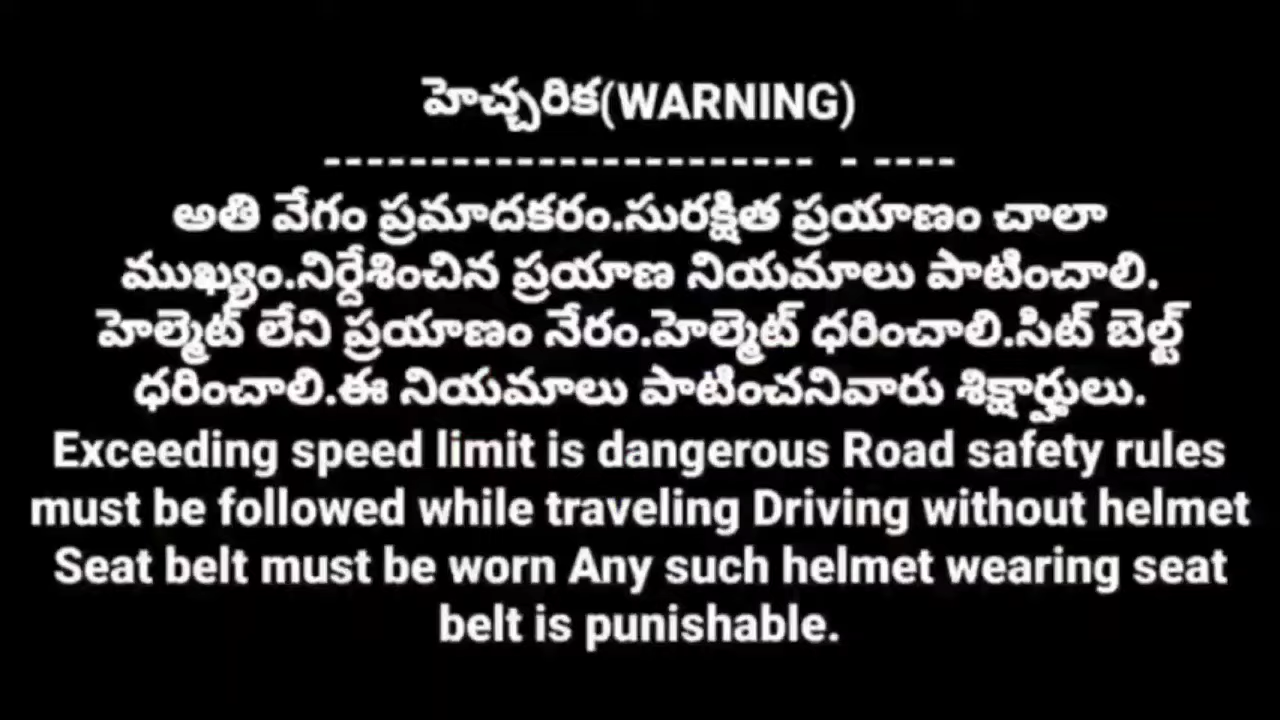 హెచ్చరిక(WARNING)
----------------------- - ----
అతి వేగం ప్రమాదకరం.సురక్షిత ప్రయాణం చాలా
ముఖ్యం.నిర్దేశించిన ప్రయాణ నియమాలు పాటించాలి.
హెల్మెట్ లేని ప్రయాణం నేరం.హెల్మెట్ ధరించాలి.సిట్ బెల్ట్
ధరించాలి.ఈ నియమాలు పాటించనివారు శిక్షార్హులు.
Exceeding speed limit is dangerous Road safety rules
must be followed while traveling Driving without helmet
Seat belt must be worn Any such helmet wearing seat
belt is punishable.